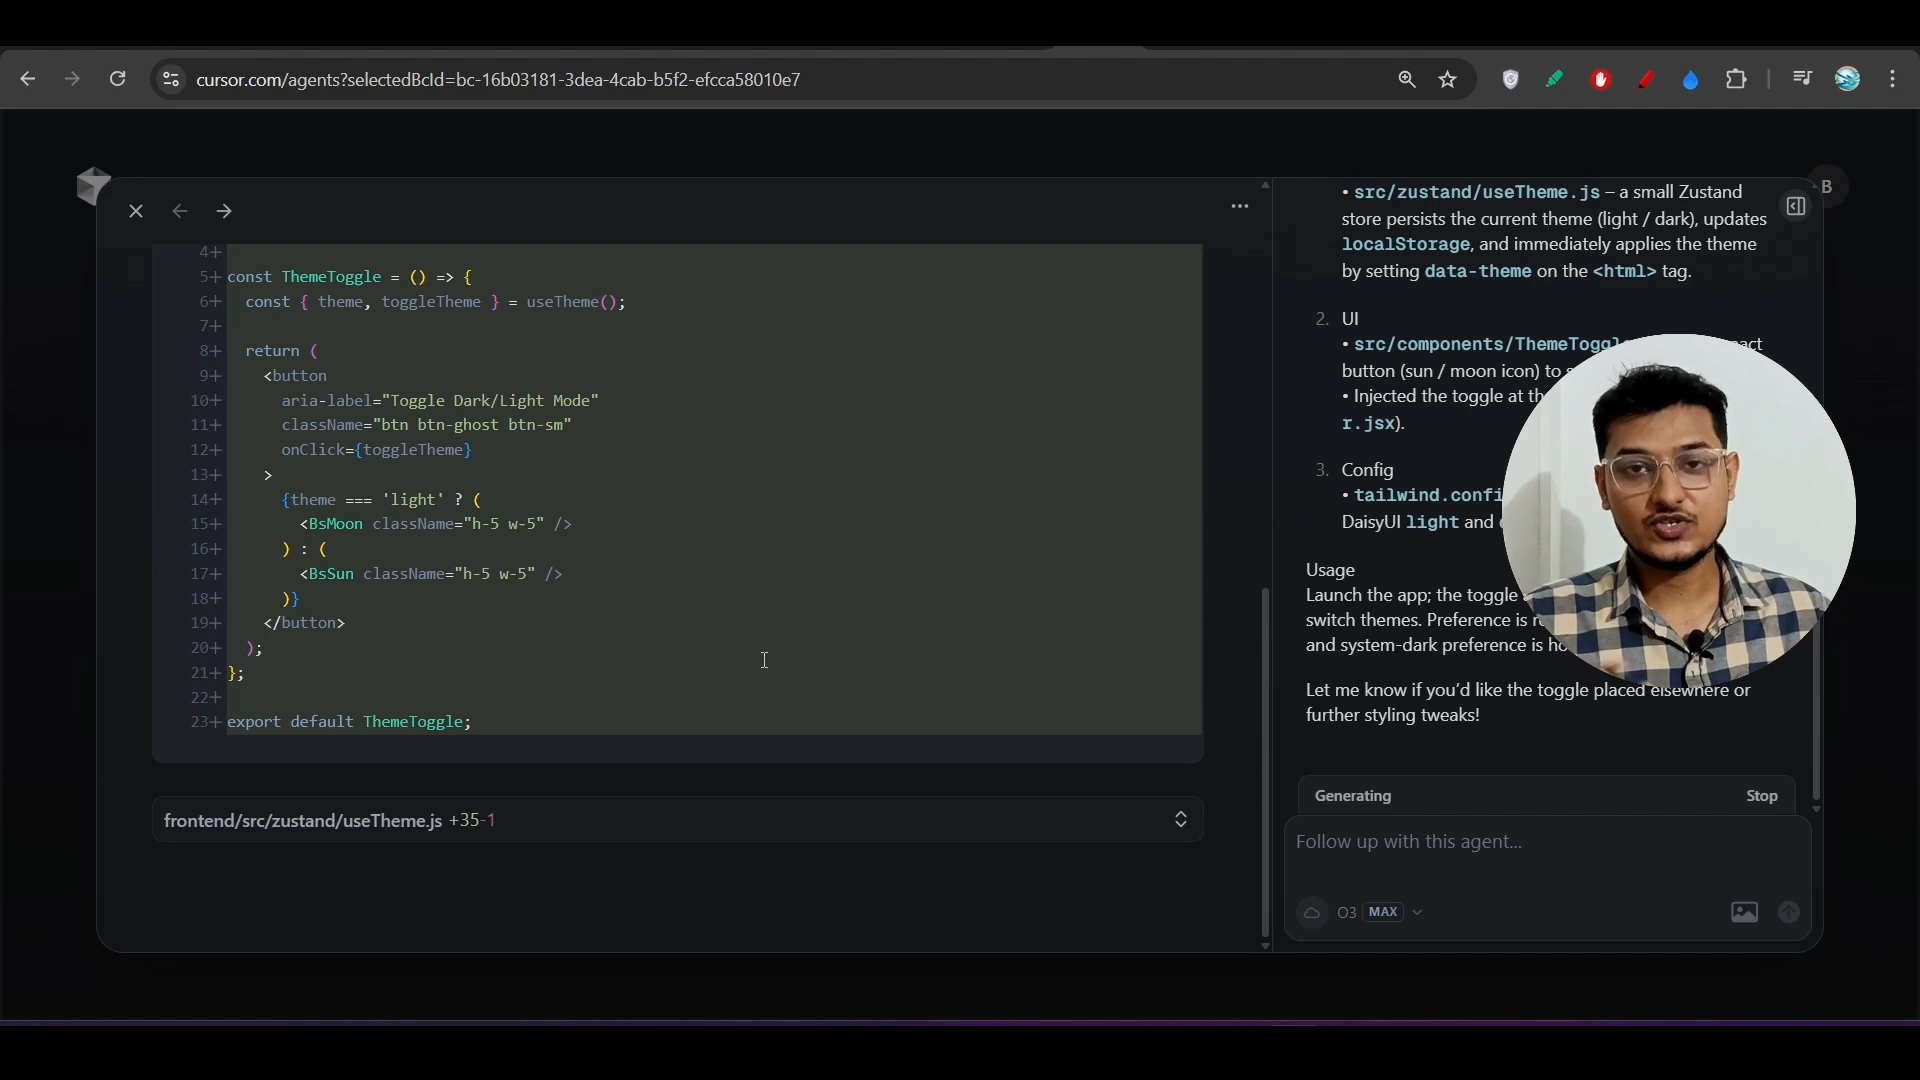 cursor.com/agents?selectedBcId=bc-16b03181-3dea-4cab-b5f2-efcca58010e7
B
4+
5+ const ThemeToggle = () => {
6+ const { theme, toggleTheme } = useTheme();
7+
8+ return (
9+ <button
10+ aria-label="Toggle Dark/Light Mode"
11+ className="btn btn-ghost btn-sm"
12+ onClick={toggleTheme}
13+ >
14+ {theme === 'light' ? (
15+ <BsMoon className="h-5 w-5" />
16+ ) : (
17+ <BsSun className="h-5 w-5" />
18+ )}
19+ </button>
20+ );
21+ };
22+
23+ export default ThemeToggle;
frontend/src/zustand/useTheme.js +35-1
• src/zustand/useTheme.js – a small Zustand
store persists the current theme (light / dark), updates
localStorage, and immediately applies the theme
by setting data-theme on the <html> tag.
2. UI
• src/components/ThemeToggl
button (sun / moon icon) to
• Injected the toggle at
r.jsx).
3. Config
• tailwind.confi
DaisyUI light and
Usage
Launch the app; the toggle
switch themes. Preference is
and system-dark preference is
Let me know if you'd like the toggle placed elsewhere or
further styling tweaks!
Generating Stop
Follow up with this agent...
O3 MAX